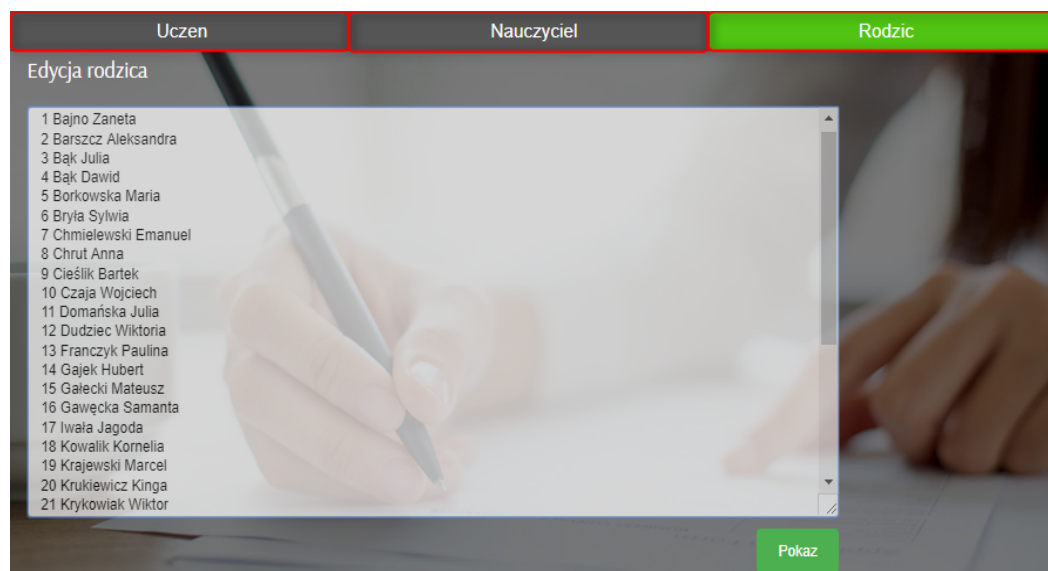 Uczen Nauczyciel Rodzic
Edycja rodzica
1 Bajno Zaneta
2 Barszcz Aleksandra
3 Bąk Julia
4 Bąk Dawid
5 Borkowska Maria
6 Bryła Sylwia
7 Chmielewski Emanuel
8 Chrut Anna
9 Cieślik Bartek
10 Czaja Wojciech
11 Domańska Julia
12 Dudziec Wiktoria
13 Franczyk Paulina
14 Gajek Hubert
15 Gałecki Mateusz
16 Gawęcka Samanta
17 Iwała Jagoda
18 Kowalik Kornelia
19 Krajewski Marcel
20 Krukiewicz Kinga
21 Krykowiak Wiktor
Pokaz